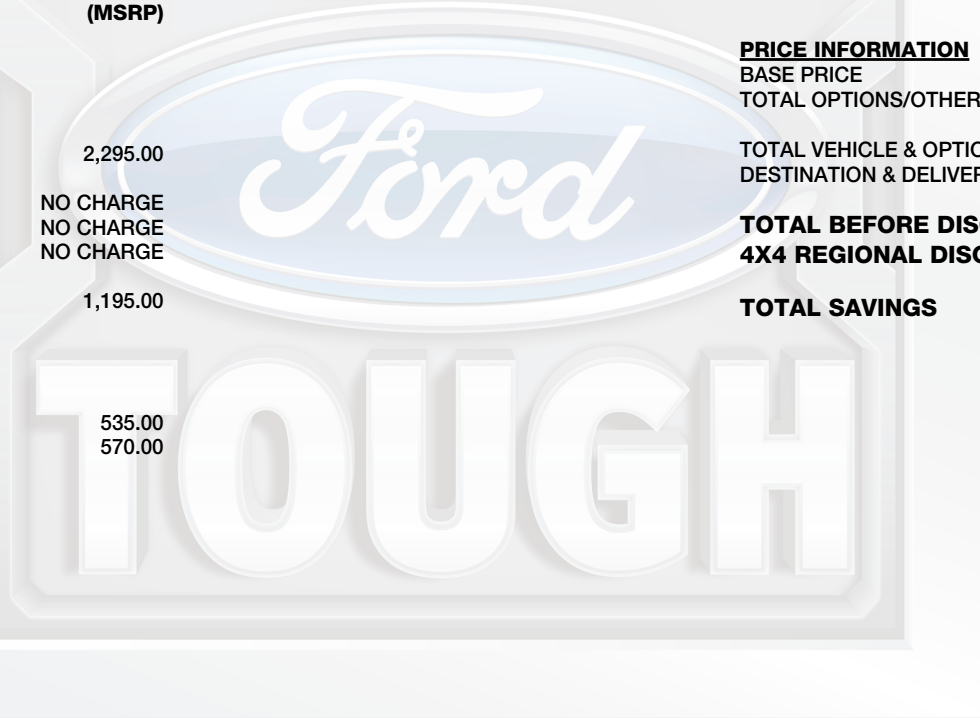 (MSRP)
2,295.00
NO CHARGE
NO CHARGE
NO CHARGE
1,195.00
535.00
570.00
PRICE INFORMATION
BASE PRICE
TOTAL OPTIONS/OTHER
TOTAL VEHICLE & OPTIO
DESTINATION & DELIVER
TOTAL BEFORE DIS
4X4 REGIONAL DISC
TOTAL SAVINGS
Ford
TOUGH